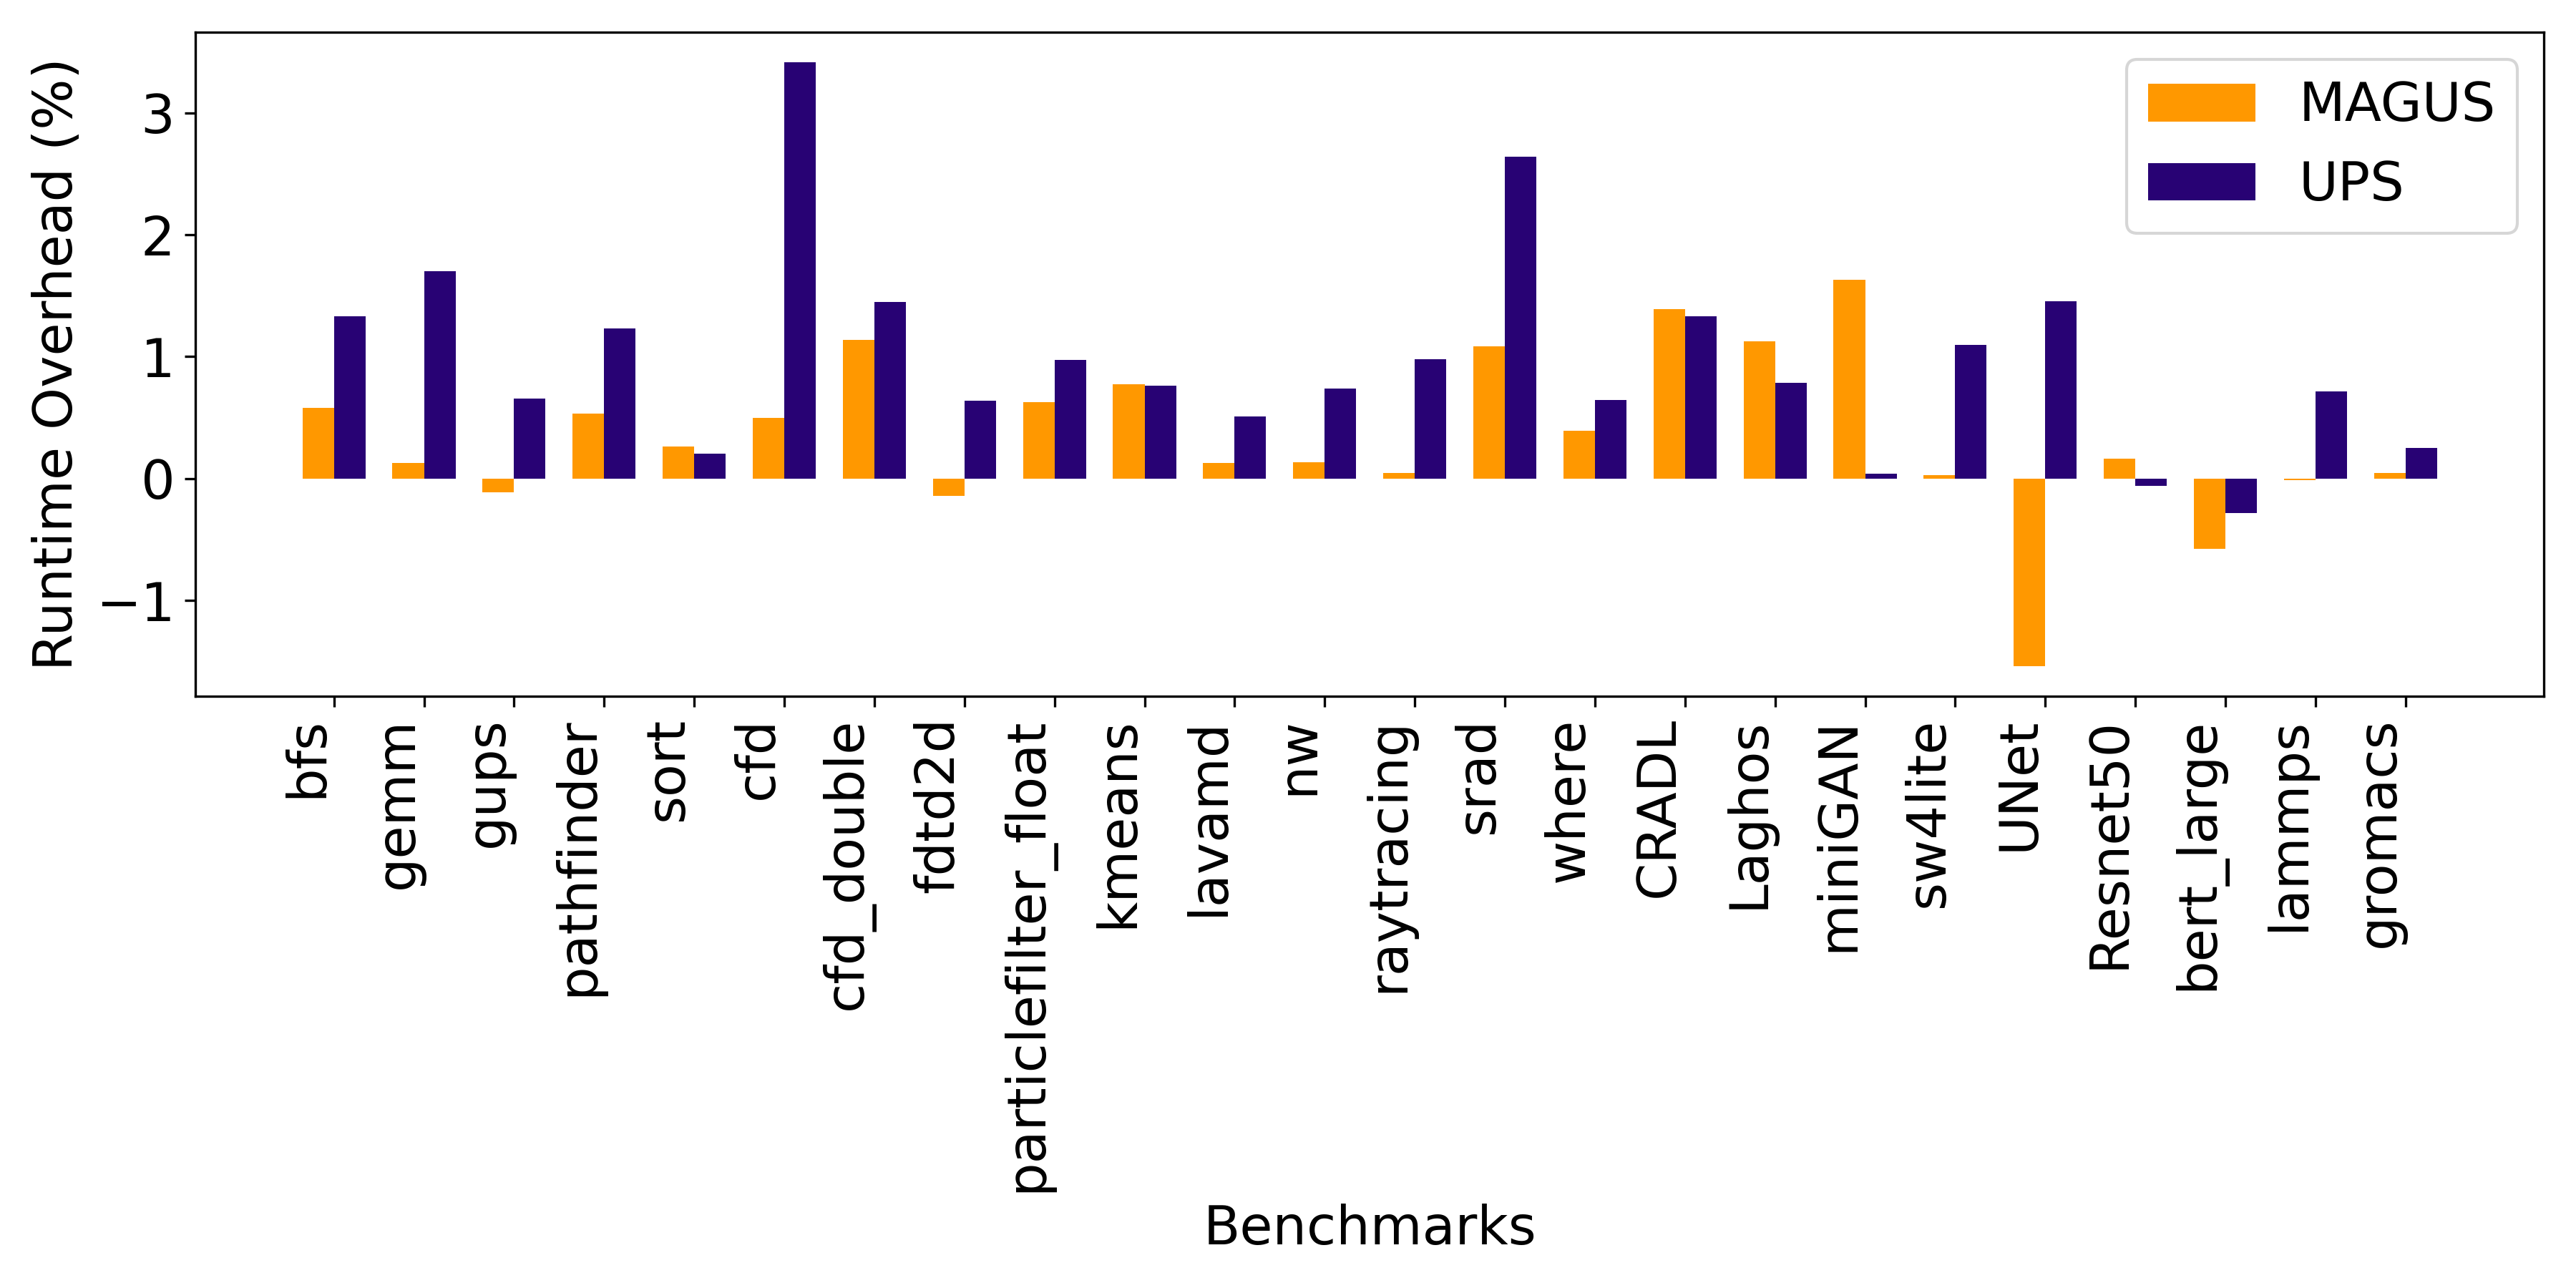 Runtime Overhead (%)
3
2
1
0
−1
MAGUS
UPS
bfs
gemm
gups
pathfinder
sort
cfd
cfd_double
fdtd2d
particlefilter_float
kmeans
lavamd
nw
raytracing
srad
where
CRADL
Laghos
miniGAN
sw4lite
UNet
Resnet50
bert_large
lammps
gromacs
Benchmarks